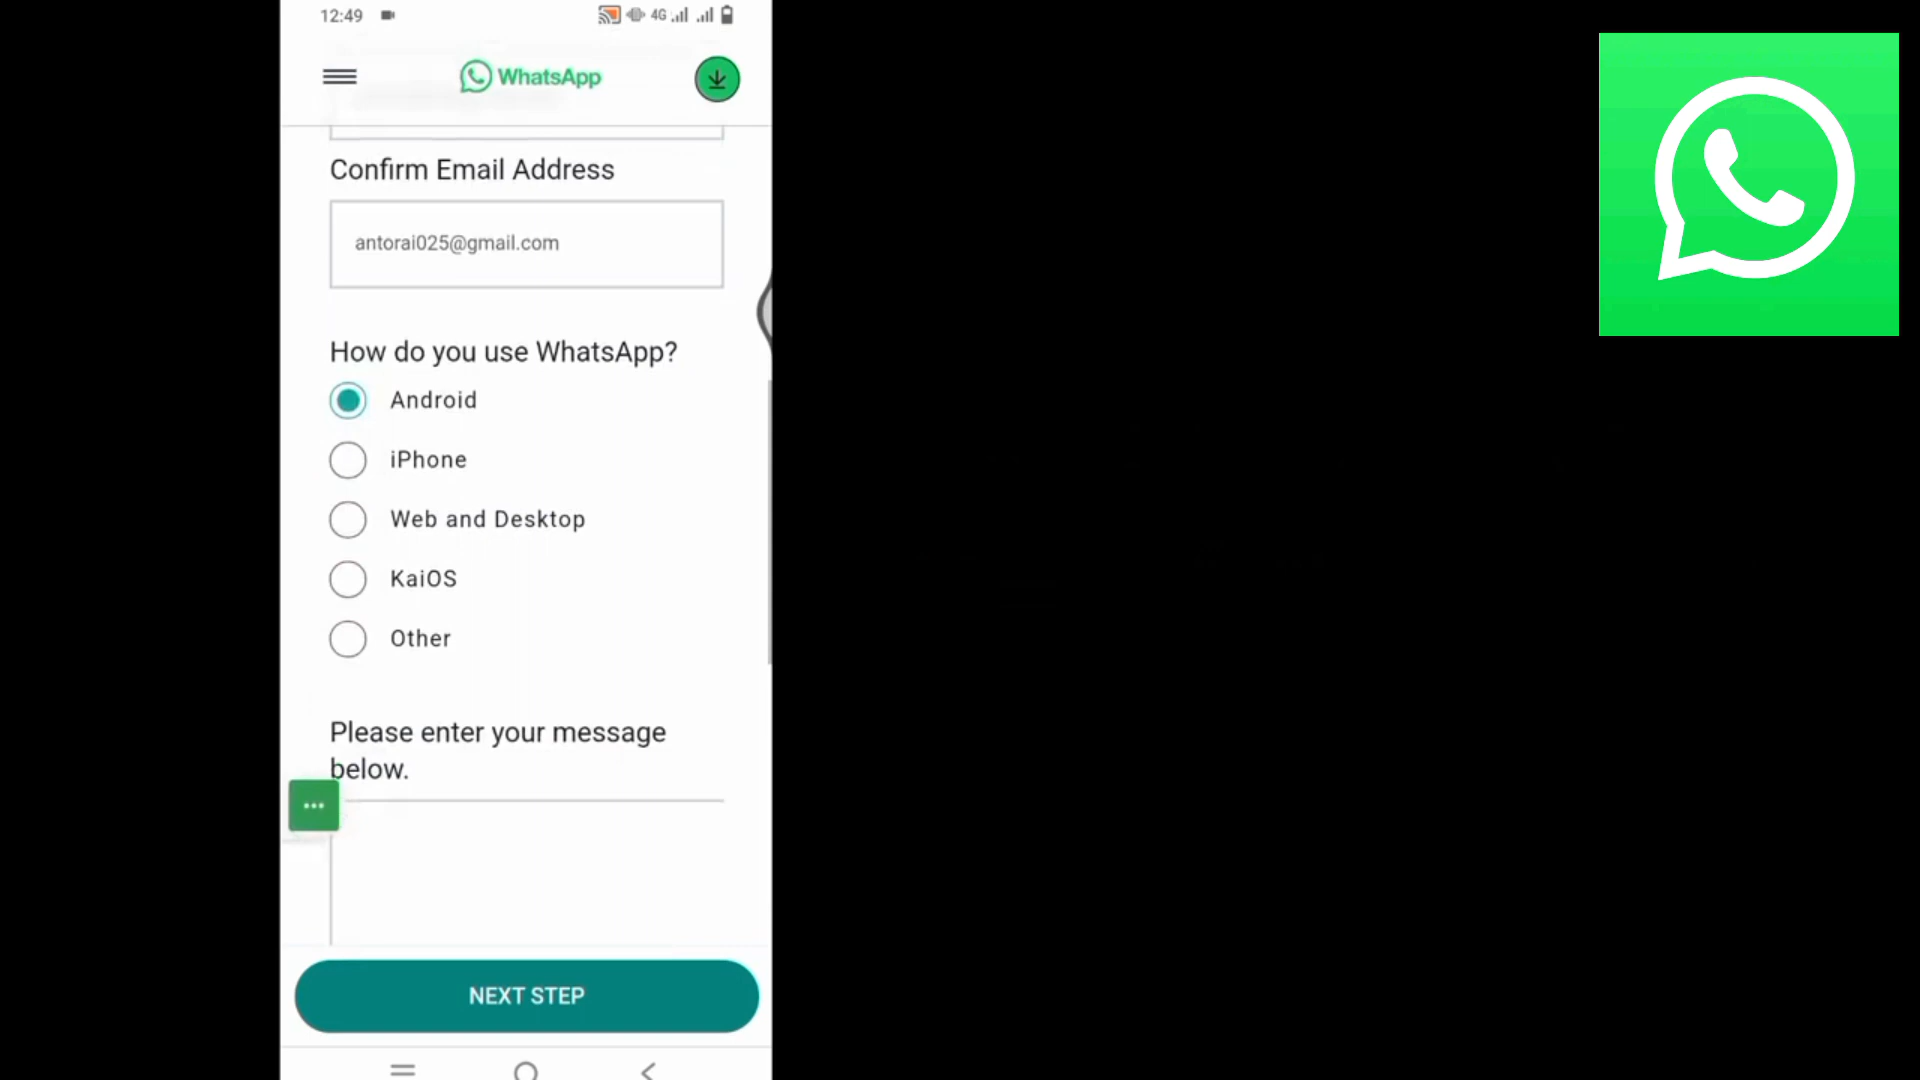 12:49
4G
WhatsApp
Confirm Email Address
antorai025@gmail.com
How do you use WhatsApp?
Android
iPhone
Web and Desktop
KaiOS
Other
Please enter your message
below.
NEXT STEP